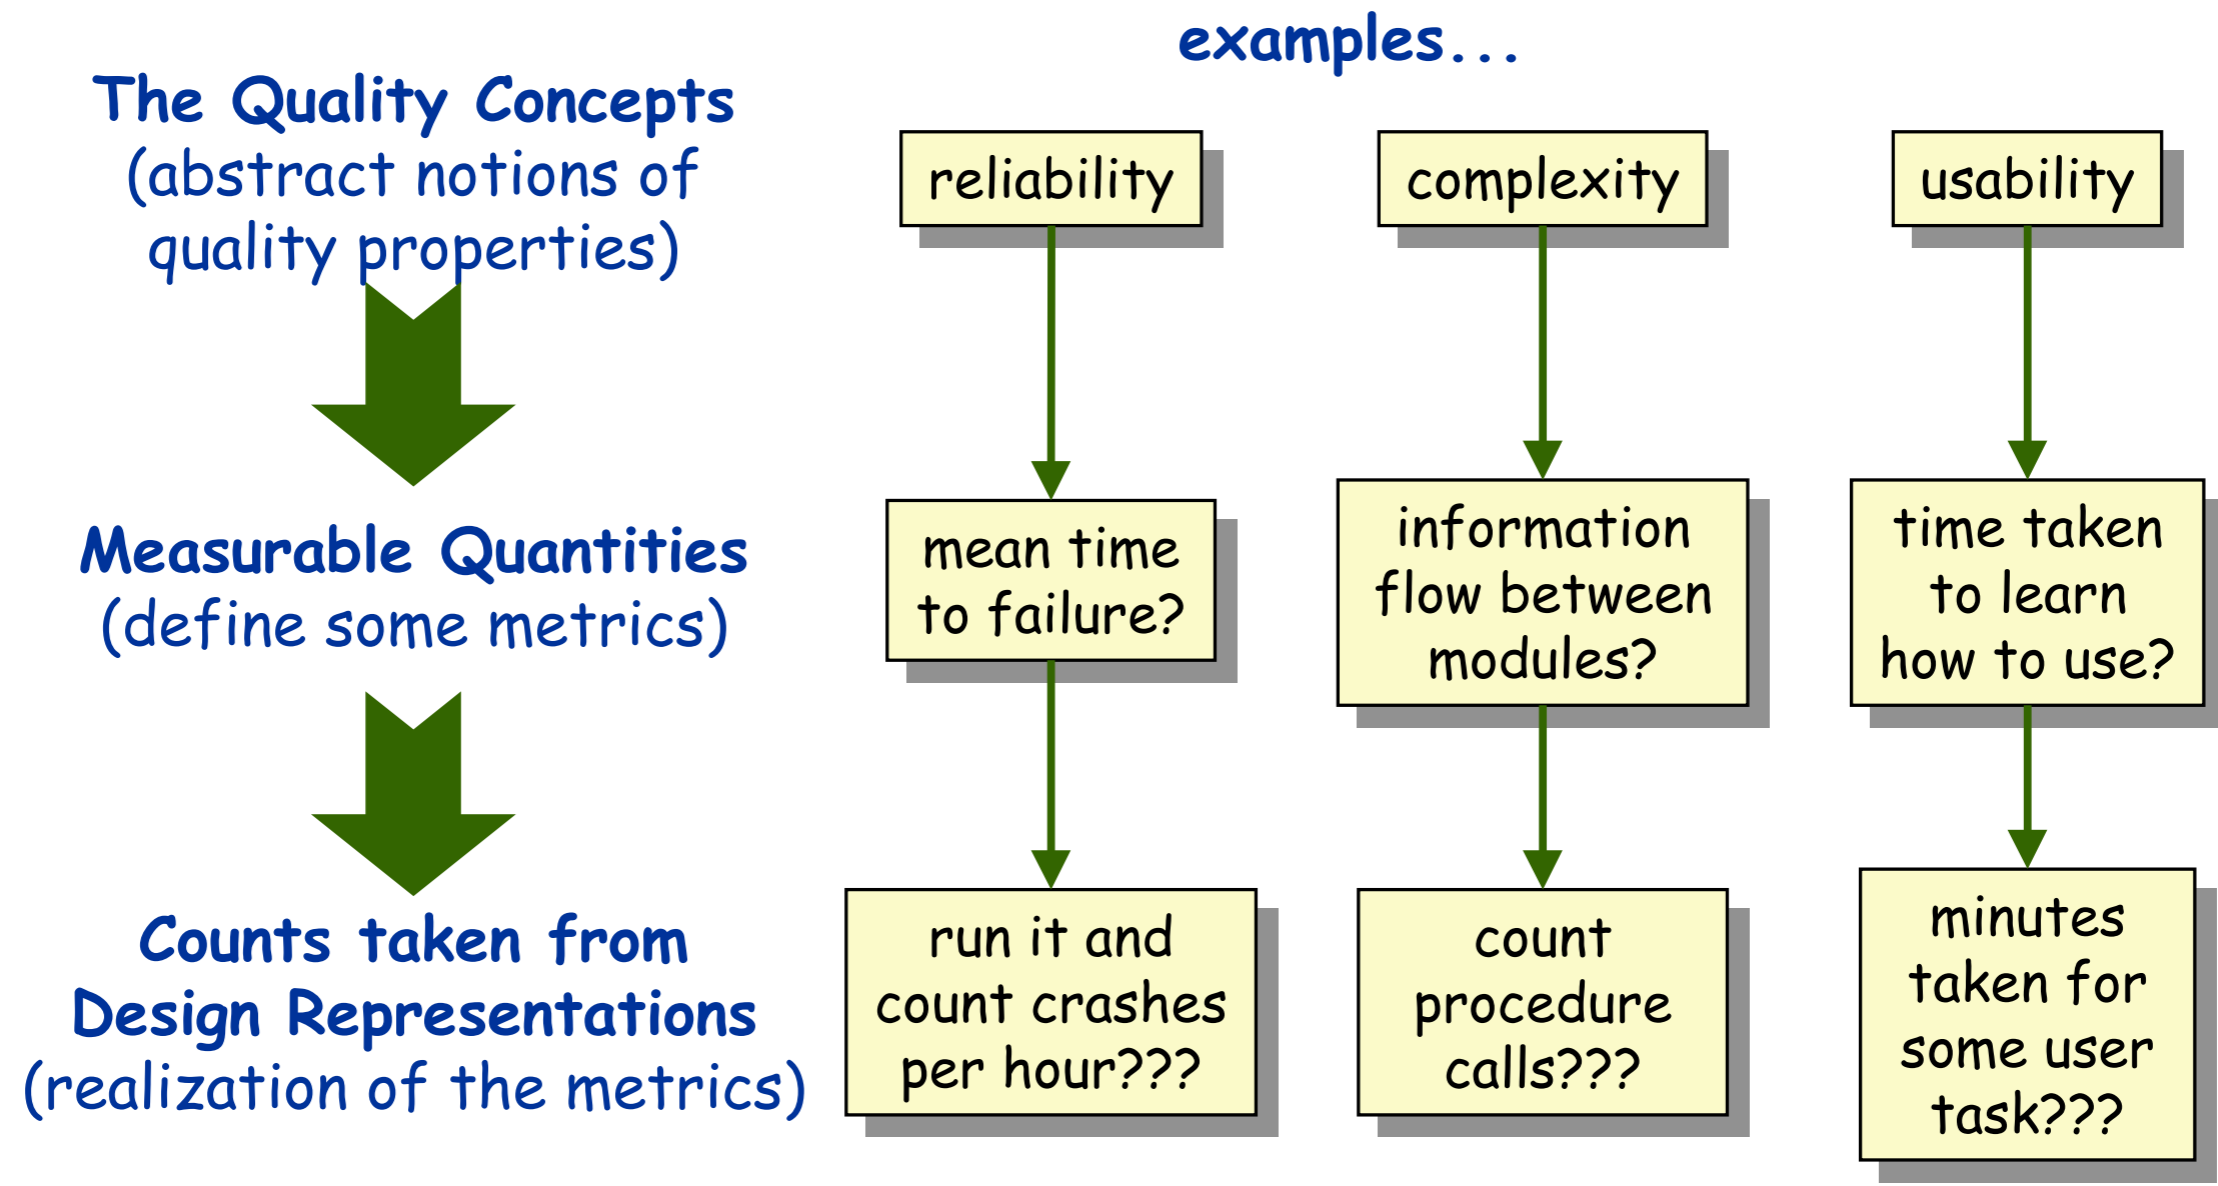 examples...
The Quality Concepts
(abstract notions of
quality properties)
reliability
complexity
usability
Measurable Quantities
(define some metrics)
mean time
to failure?
information
flow between
modules?
time taken
to learn
how to use?
Counts taken from
Design Representations
(realization of the metrics)
run it and
count crashes
per hour???
count
procedure
calls???
minutes
taken for
some user
task???